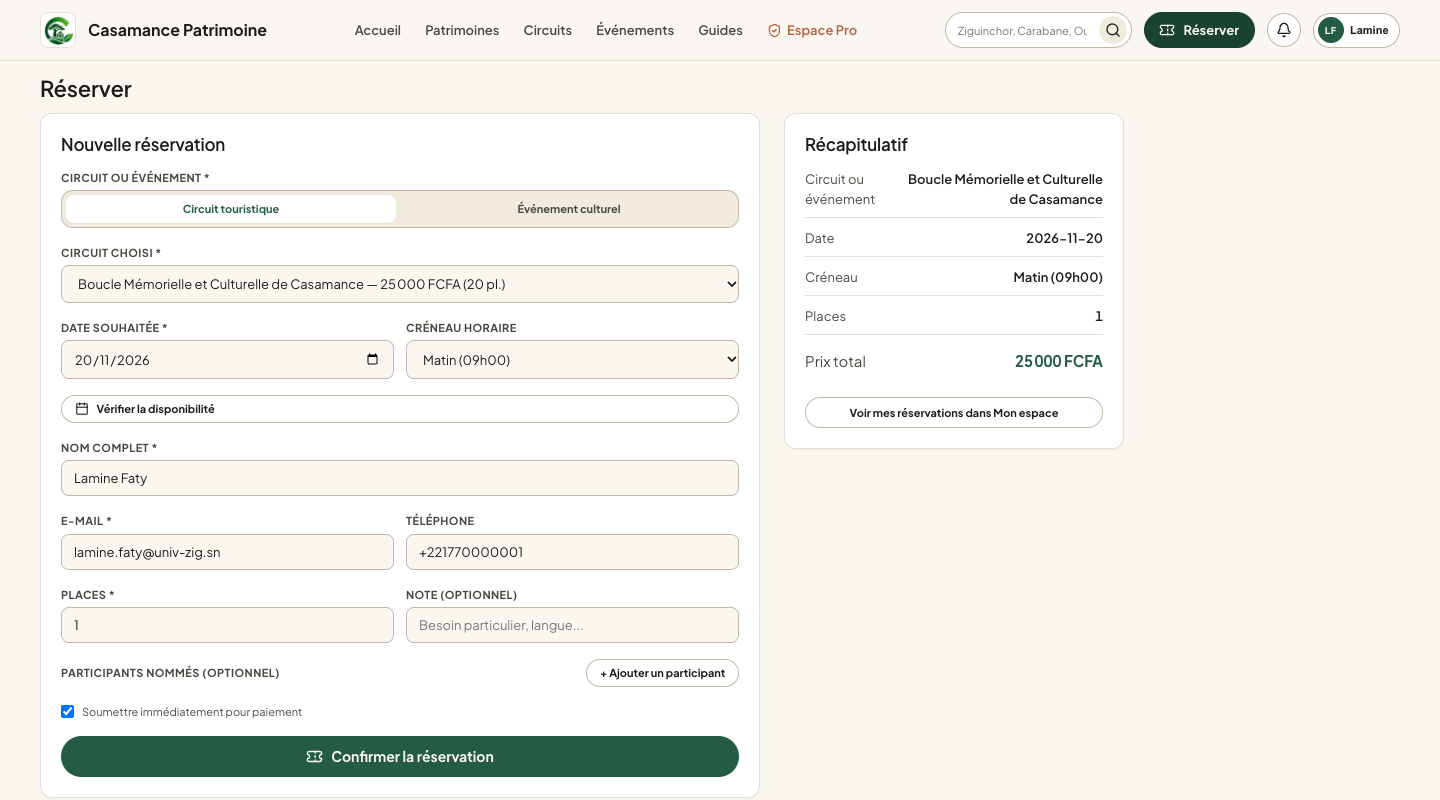 Casamance Patrimoine
Accueil
Patrimoines
Circuits
Événements
Guides
Espace Pro
Ziguinchor, Carabane, Ou
Réserver
LF
Lamine
Réserver
Nouvelle réservation
CIRCUIT OU ÉVÉNEMENT *
Circuit touristique
Événement culturel
CIRCUIT CHOISI *
Boucle Mémorielle et Culturelle de Casamance — 25 000 FCFA (20 pl.)
DATE SOUHAITÉE *
CRÉNEAU HORAIRE
20/11/2026
Matin (09h00)
Vérifier la disponibilité
NOM COMPLET *
Lamine Faty
E-MAIL *
TÉLÉPHONE
lamine.faty@univ-zig.sn
+221770000001
PLACES *
NOTE (OPTIONNEL)
1
Besoin particulier, langue...
PARTICIPANTS NOMMÉS (OPTIONNEL)
+ Ajouter un participant
Soumettre immédiatement pour paiement
Confirmer la réservation
Récapitulatif
Circuit ou événement
Boucle Mémorielle et Culturelle
de Casamance
Date
2026-11-20
Créneau
Matin (09h00)
Places
1
Prix total
25 000 FCFA
Voir mes réservations dans Mon espace